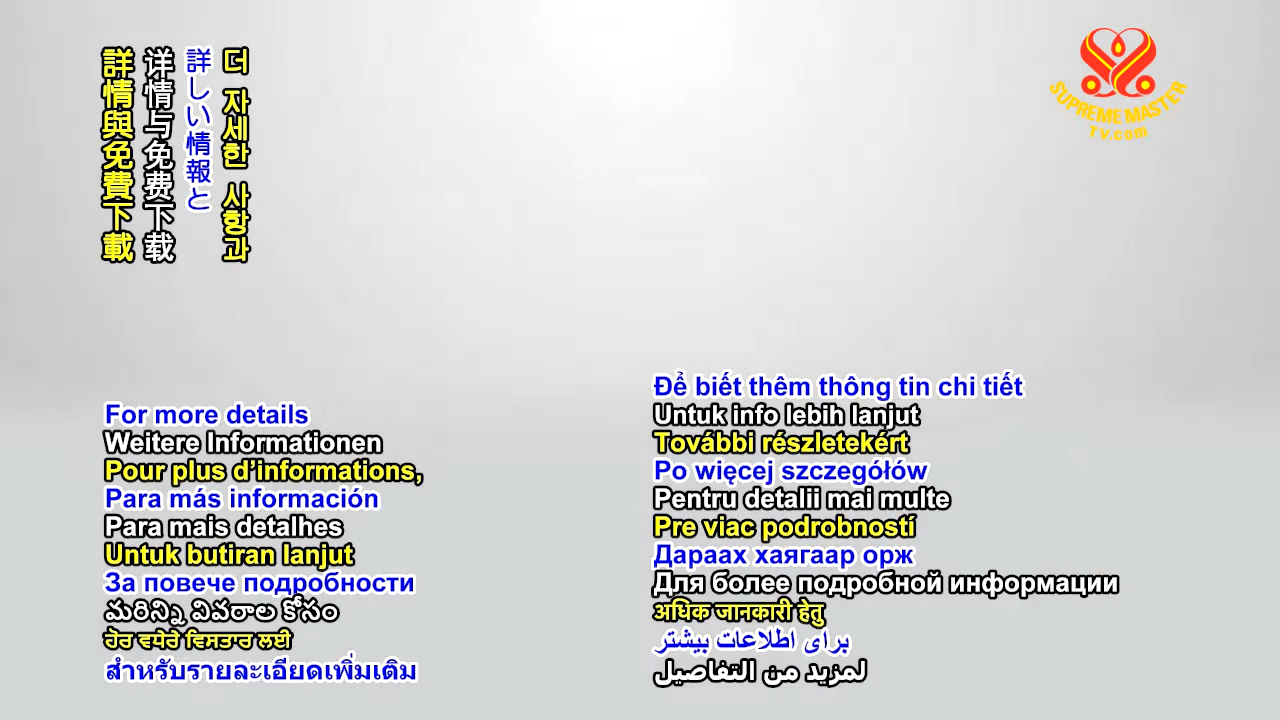 詳情與免費下載
详情与免费下载
詳しい情報と
더 자세한 사항과
SUPREME MASTER
TV.com
For more details
Weitere Informationen
Pour plus d’informations,
Para más información
Para mais detalhes
Untuk butiran lanjut
За повече подробности
మరిన్ని వివరాల కోసం
ਹੋਰ ਵਧੇਰੇ ਵਿਸਤਾਰ ਲਈ
สำหรับรายละเอียดเพิ่มเติม
Để biết thêm thông tin chi tiết
Untuk info lebih lanjut
További részletekért
Po więcej szczegółów
Pentru detalii mai multe
Pre viac podrobností
Дараах хаягаар орж
Для более подробной информации
अधिक जानकारी हेतु
برای اطلاعات بیشتر
لمزيد من التفاصيل